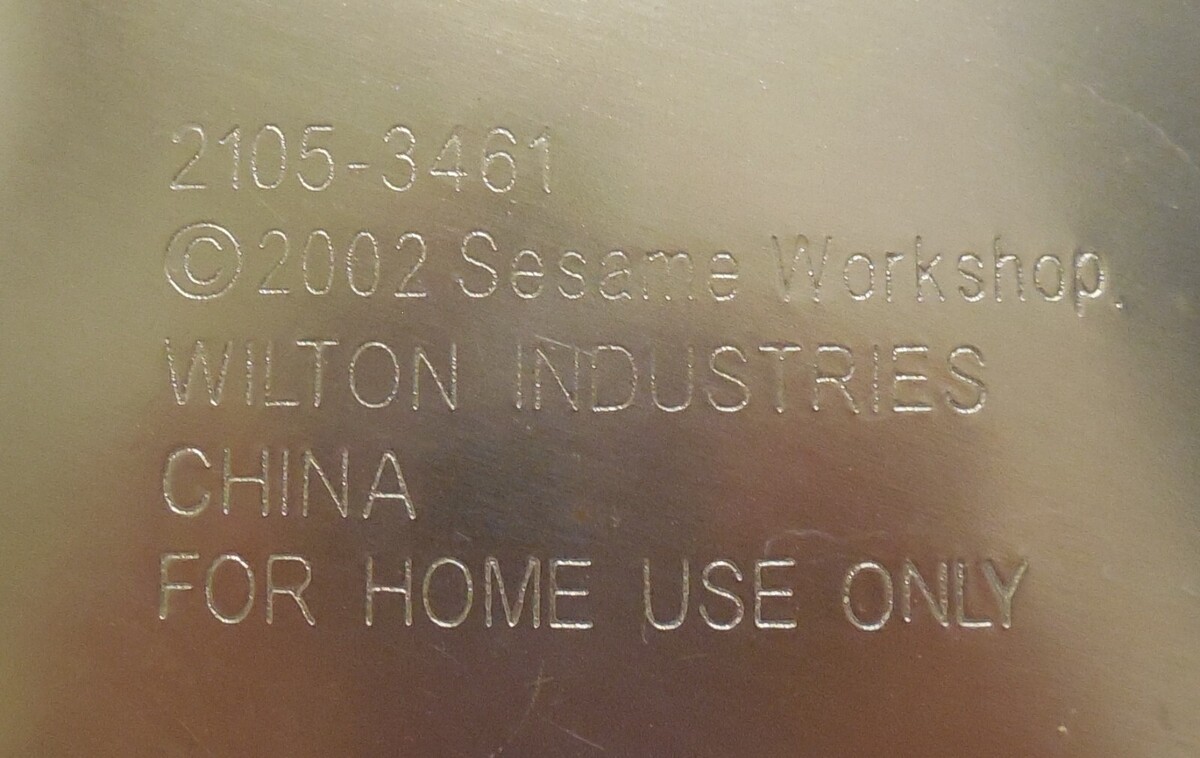 2105-3461
©2002 Sesame Workshop.
WILTON INDUSTRIES
CHINA
FOR HOME USE ONLY